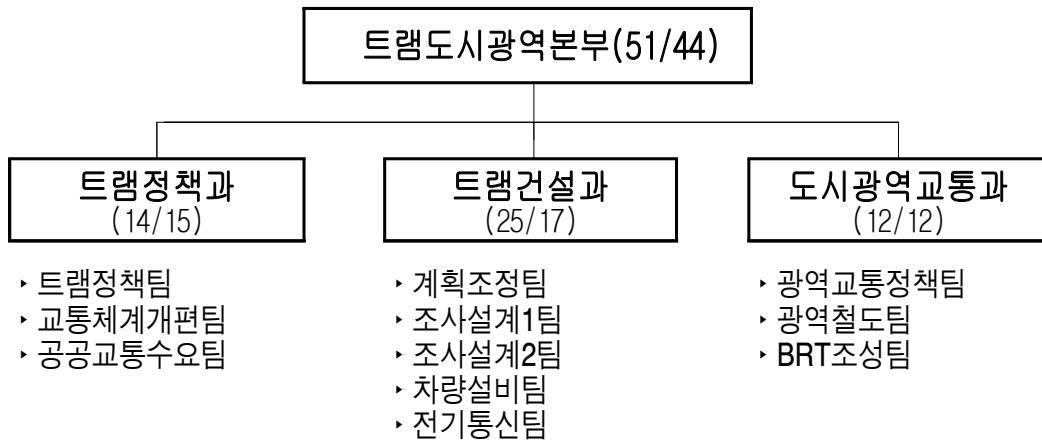 트램도시광역본부(51/44)
트램정책과
(14/15)
‣ 트램정책팀
‣ 교통체계개편팀
‣ 공공교통수요팀
트램건설과
(25/17)
‣ 계획조정팀
‣ 조사설계1팀
‣ 조사설계2팀
‣ 차량설비팀
‣ 전기통신팀
도시광역교통과
(12/12)
‣ 광역교통정책팀
‣ 광역철도팀
‣ BRT조성팀